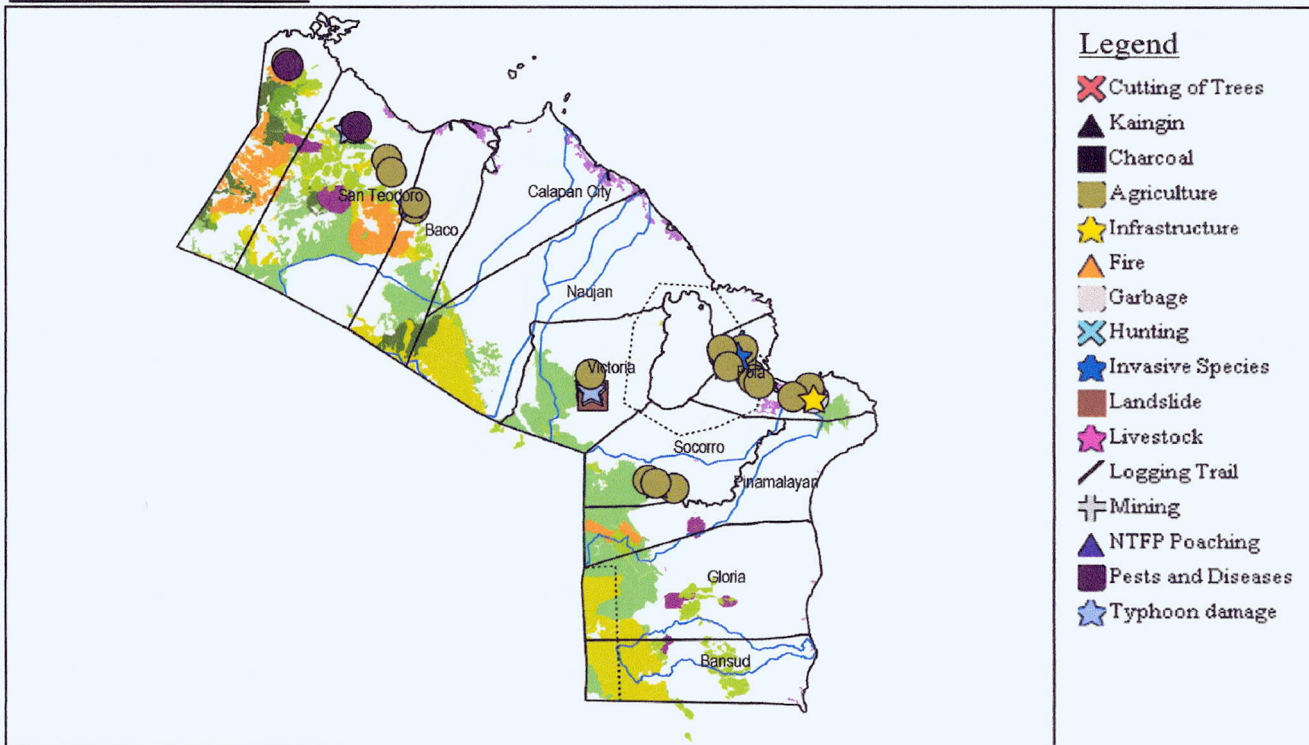 Calapan City
San Teodoro
Baco
Naujan
Victoria
Pola
Socorro
Pinamalayan
Gloria
Bansud
Legend
Cutting of Trees
Kaingin
Charcoal
Agriculture
Infrastructure
Fire
Garbage
Hunting
Invasive Species
Landslide
Livestock
Logging Trail
Mining
NTFP Poaching
Pests and Diseases
Typhoon damage